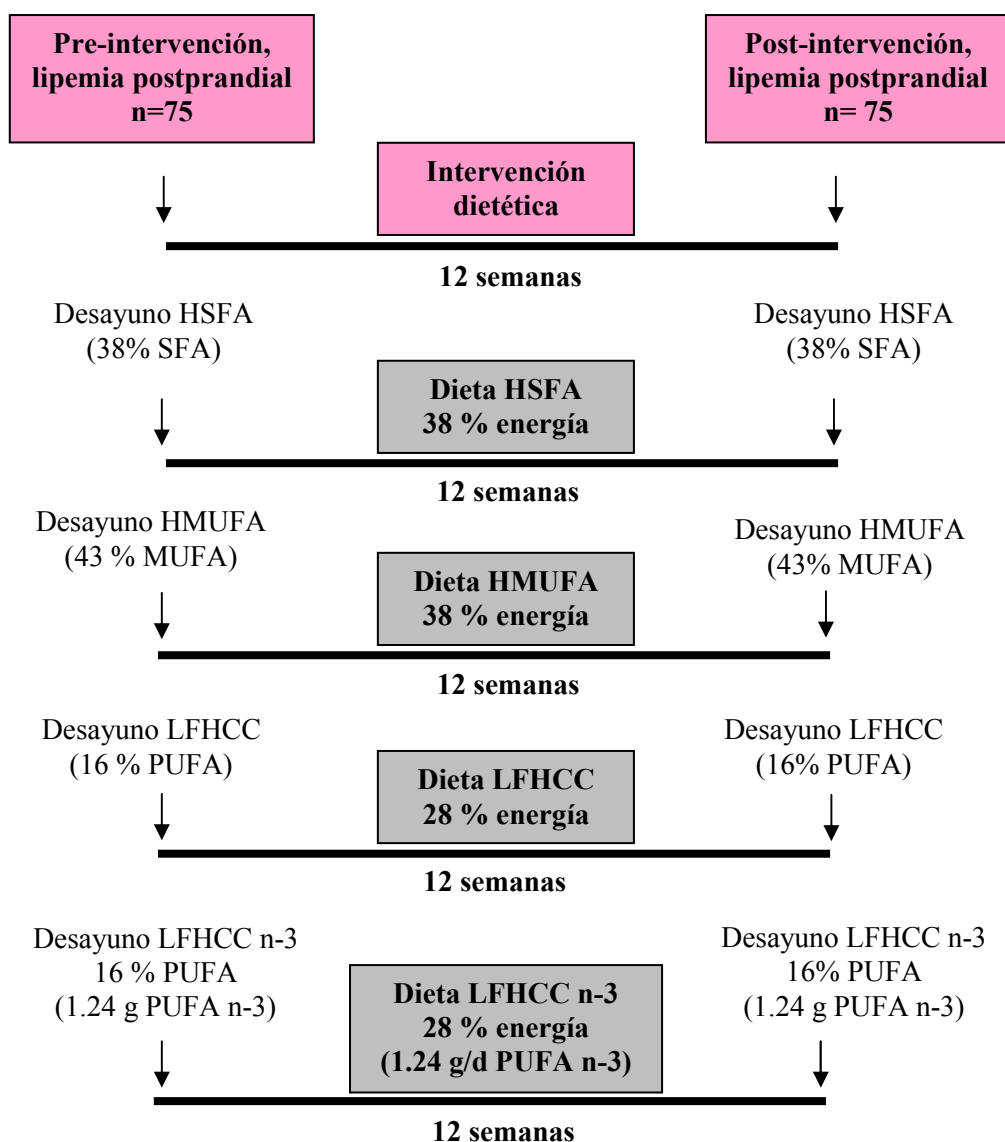 Pre-intervención,
lipemia postprandial
n=75
Post-intervención,
lipemia postprandial
n= 75
Intervención
dietética
12 semanas
Desayuno HSFA
(38% SFA)
Desayuno HSFA
(38% SFA)
Dieta HSFA
38 % energía
12 semanas
Desayuno HMUFA
(43 % MUFA)
Desayuno HMUFA
(43% MUFA)
Dieta HMUFA
38 % energía
12 semanas
Desayuno LFHCC
(16 % PUFA)
Desayuno LFHCC
(16% PUFA)
Dieta LFHCC
28 % energía
12 semanas
Desayuno LFHCC n-3
16 % PUFA
(1.24 g PUFA n-3)
Desayuno LFHCC n-3
16% PUFA
(1.24 g PUFA n-3)
Dieta LFHCC n-3
28 % energía
(1.24 g/d PUFA n-3)
12 semanas